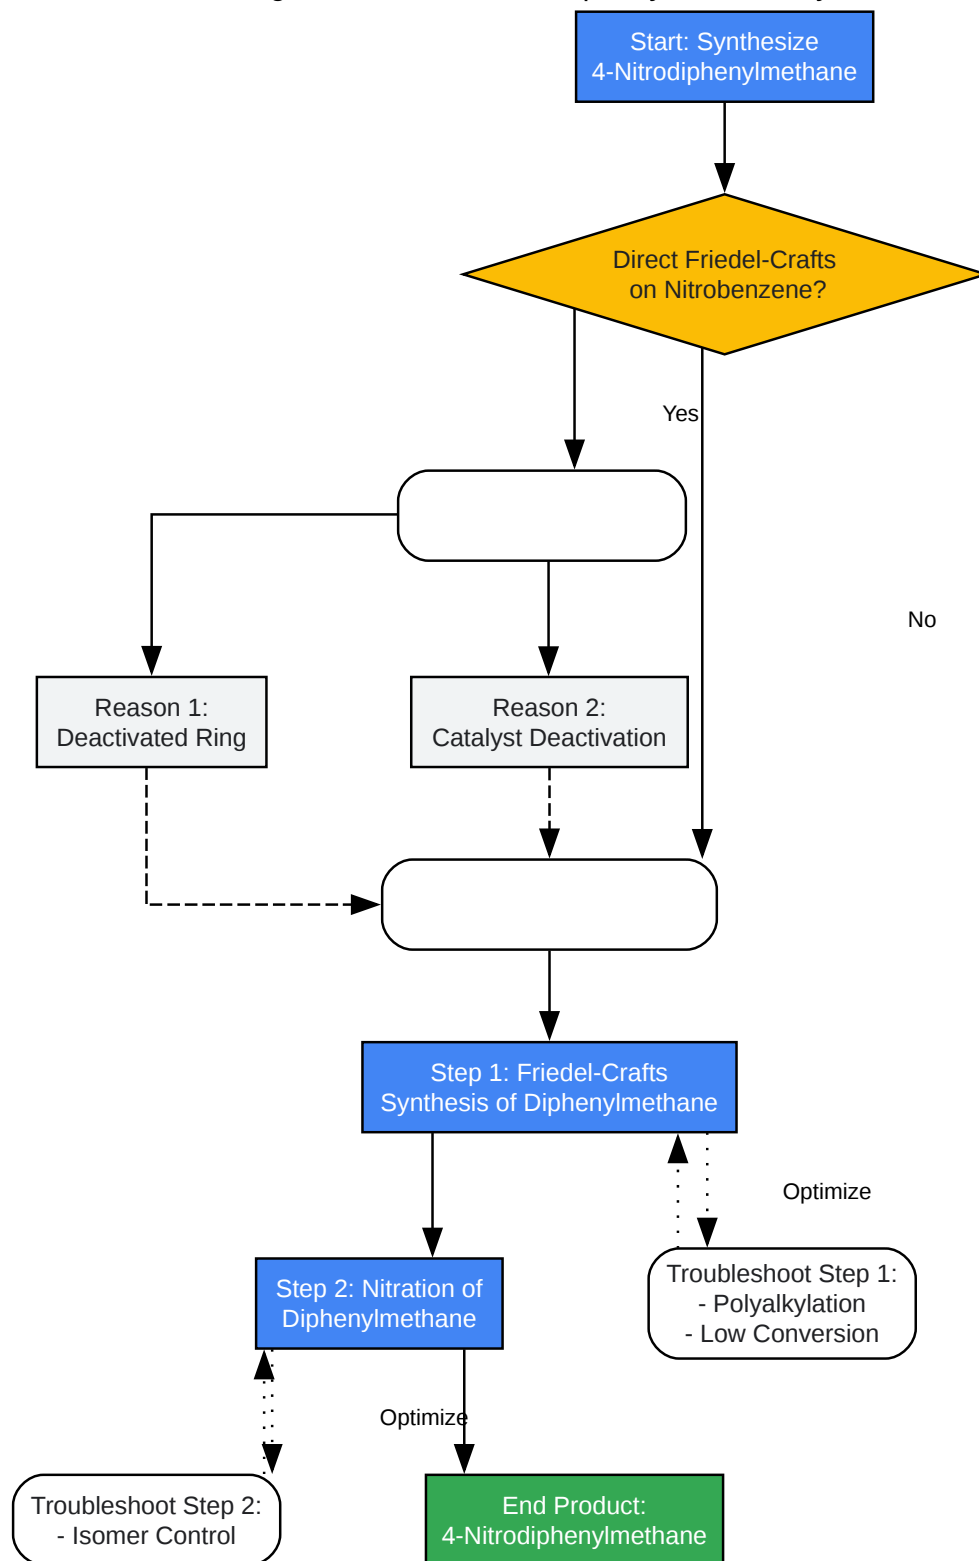 Start: Synthesize
4-Nitrodiphenylmethane
Direct Friedel-Crafts
on Nitrobenzene?
Yes
No
Reason 1:
Deactivated Ring
Reason 2:
Catalyst Deactivation
Step 1: Friedel-Crafts
Synthesis of Diphenylmethane
Optimize
Troubleshoot Step 1:
- Polyalkylation
- Low Conversion
Step 2: Nitration of
Diphenylmethane
Optimize
Troubleshoot Step 2:
- Isomer Control
End Product:
4-Nitrodiphenylmethane